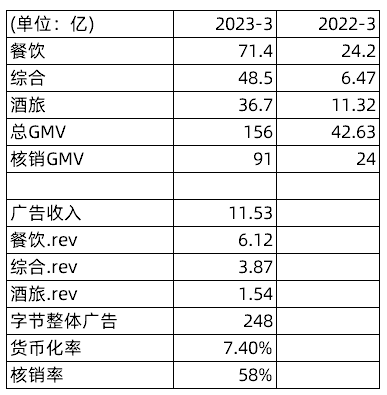 (单位：亿) 2023-3 2022-3
餐饮 71.4 24.2
综合 48.5 6.47
酒旅 36.7 11.32
总GMV 156 42.63
核销GMV 91 24
广告收入 11.53
餐饮.rev 6.12
综合.rev 3.87
酒旅.rev 1.54
字节整体广告 248
货币化率 7.40%
核销率 58%